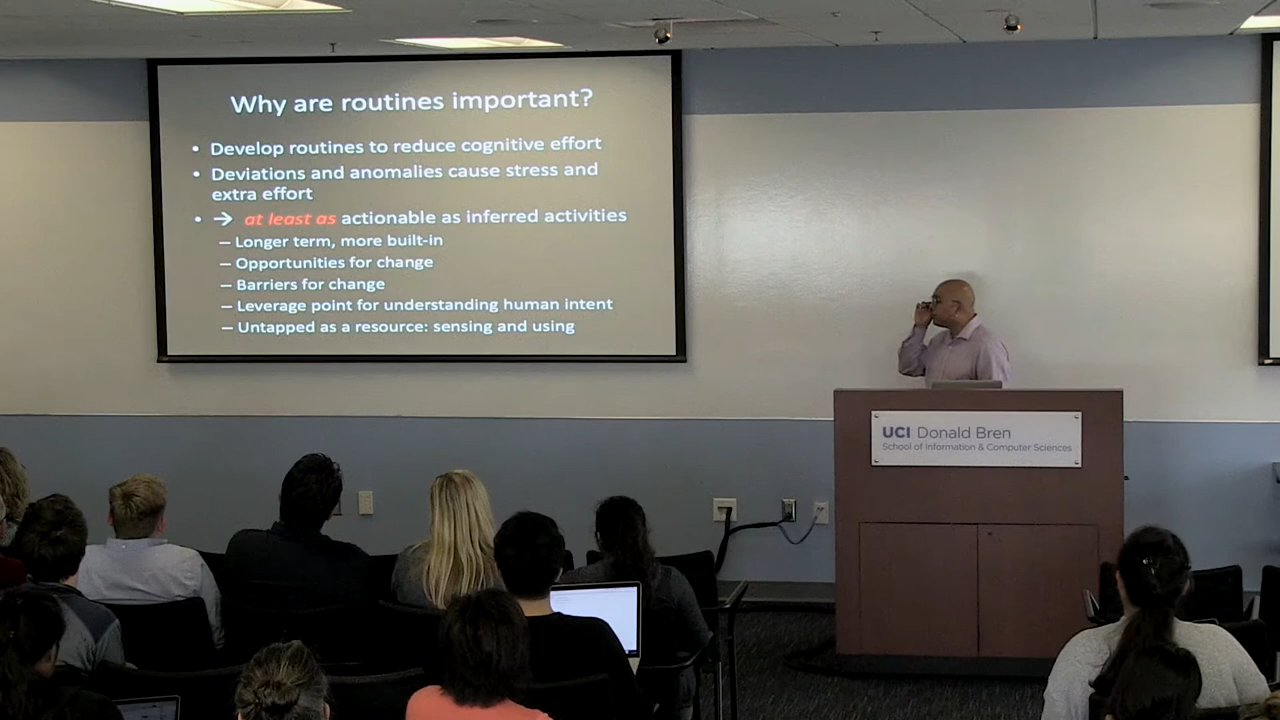 Why are routines important?
• Develop routines to reduce cognitive effort
• Deviations and anomalies cause stress and
extra effort
• → at least as actionable as inferred activities
– Longer term, more built-in
– Opportunities for change
– Barriers for change
– Leverage point for understanding human intent
– Untapped as a resource: sensing and using
UCI Donald Bren
School of Information & Computer Sciences